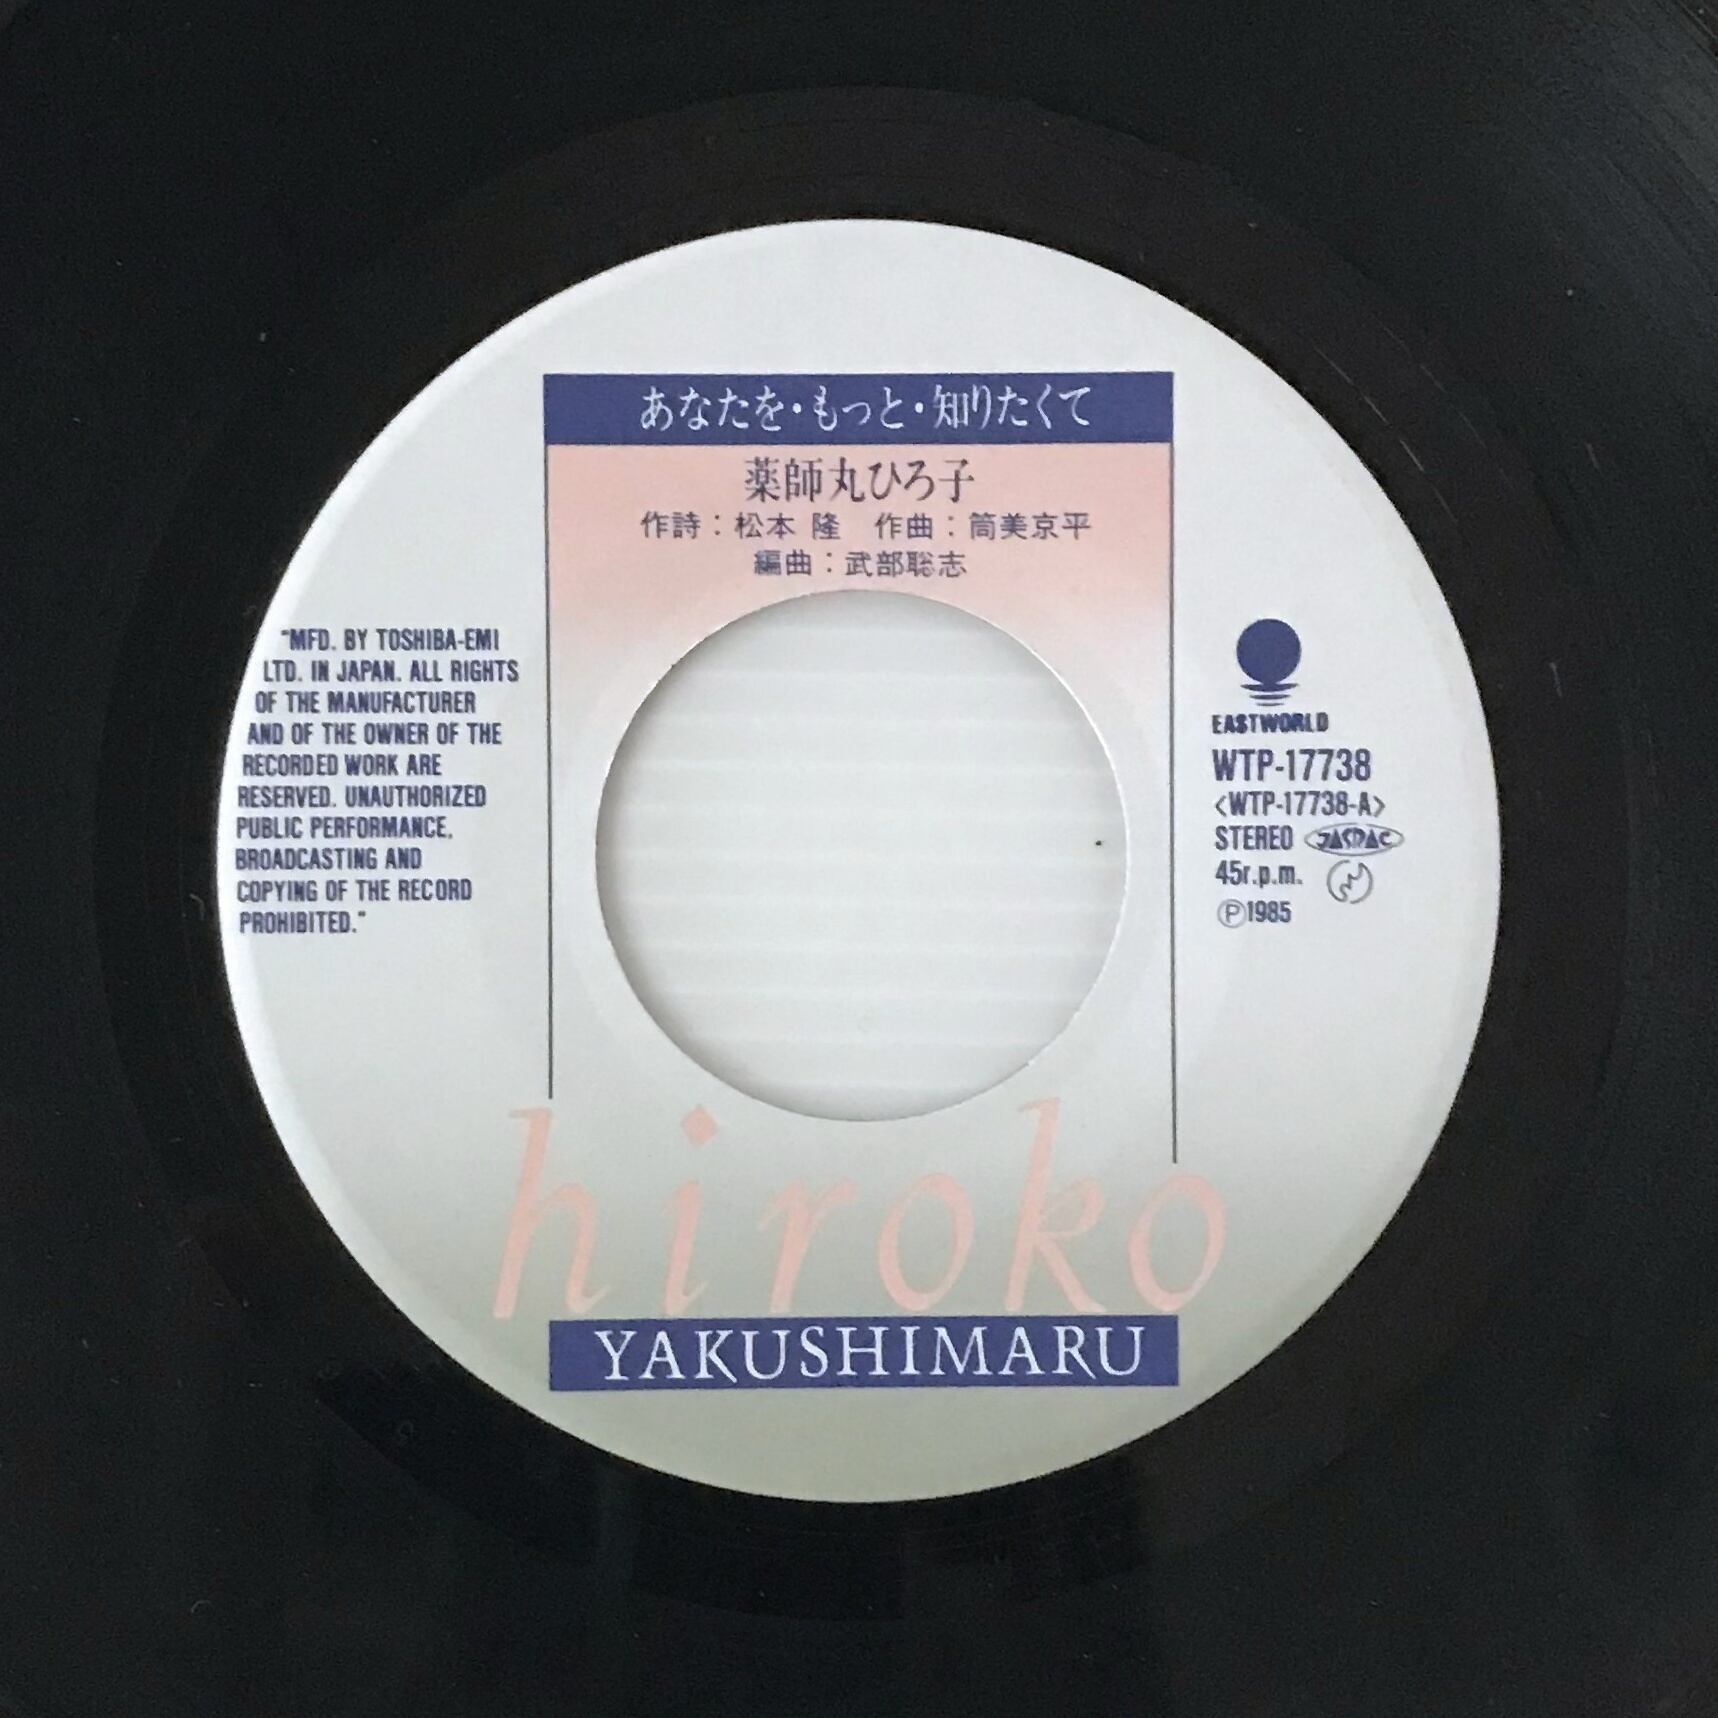 あなたを・もっと・知りたくて
薬師丸ひろ子
作詩：松本 隆　作曲：筒美京平
編曲：武部聡志
"MFD. BY TOSHIBA-EMI
LTD. IN JAPAN. ALL RIGHTS
OF THE MANUFACTURER
AND OF THE OWNER OF THE
RECORDED WORK ARE
RESERVED. UNAUTHORIZED
PUBLIC PERFORMANCE,
BROADCASTING AND
COPYING OF THE RECORD
PROHIBITED."
EASTWORLD
WTP-17738
<WTP-17738-A>
STEREO JASRAC
45r.p.m.
Ⓟ1985
hiroko
YAKUSHIMARU